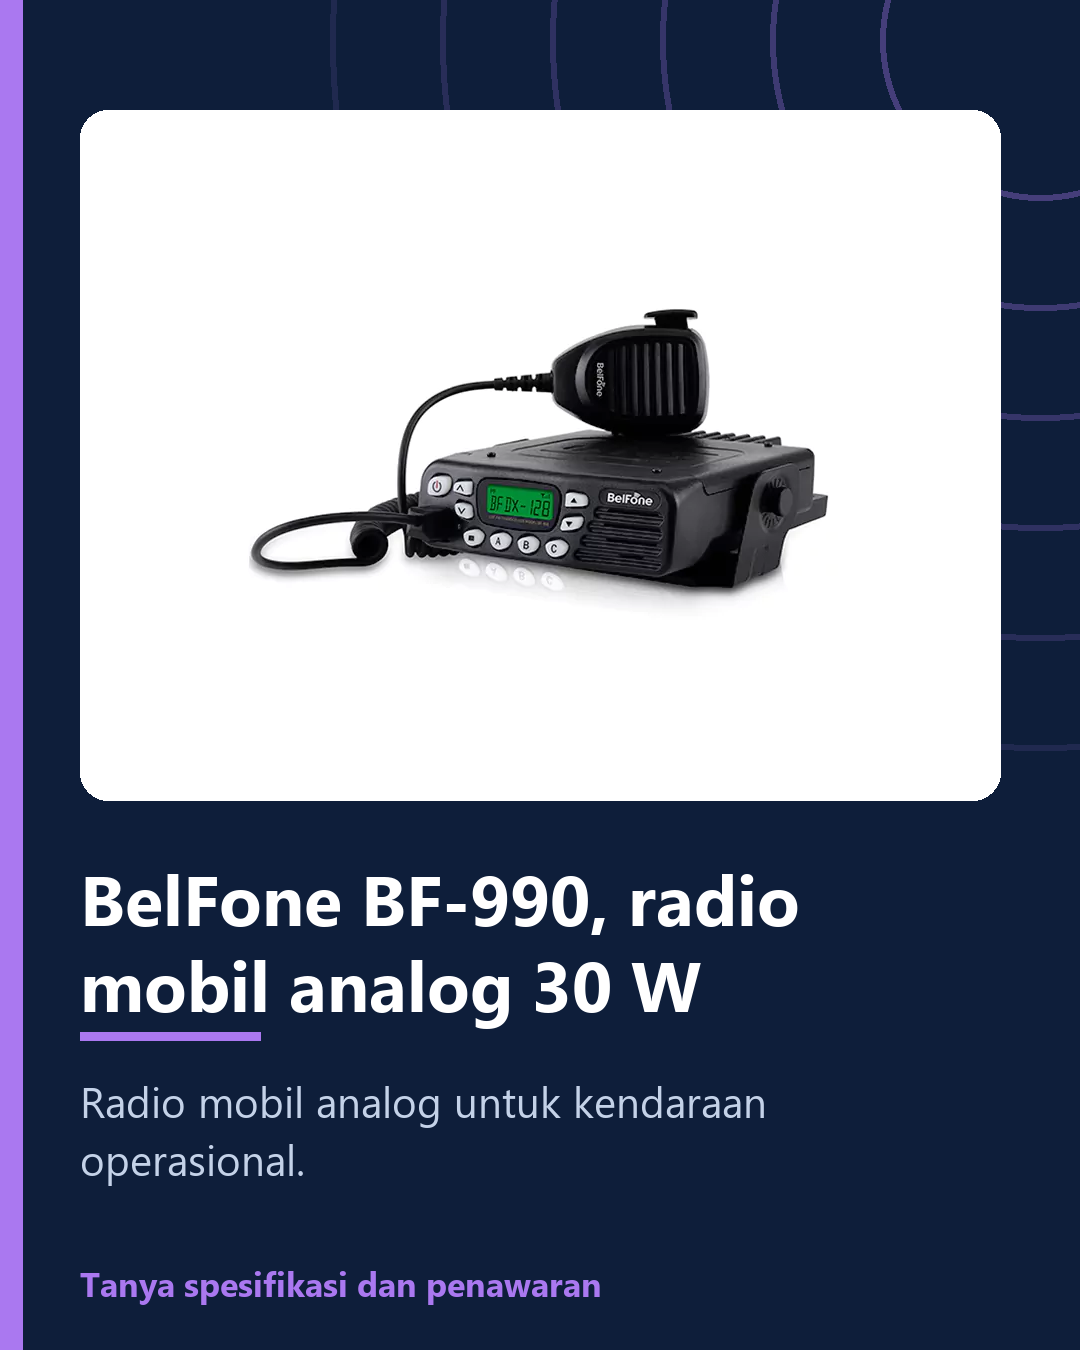 BelFone
BFDX-128
BelFone
A B C
BelFone BF-990, radio
mobil analog 30 W
Radio mobil analog untuk kendaraan
operasional.
Tanya spesifikasi dan penawaran